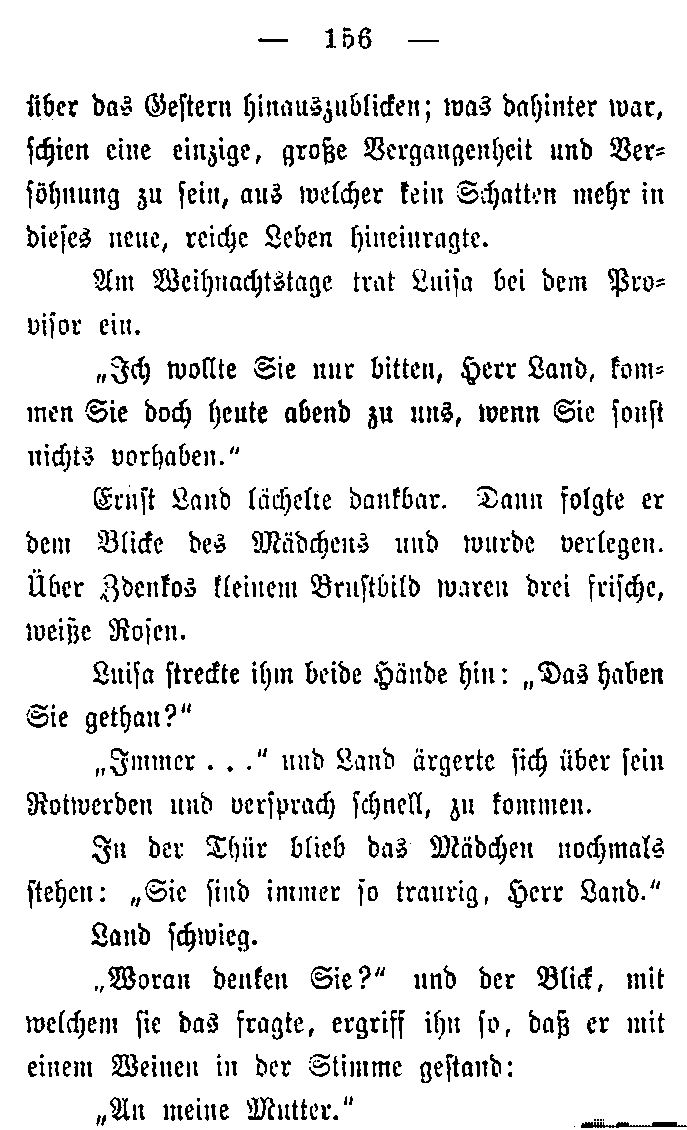 — 156 —
über das Gestern hinauszublicken; was dahinter war,
schien eine einzige, große Vergangenheit und Ver-
söhnung zu sein, aus welcher kein Schatten mehr in
dieses neue, reiche Leben hineinragte.
Am Weihnachtstage trat Luisa bei dem Pro-
visor ein.
„Ich wollte Sie nur bitten, Herr Land, kom-
men Sie doch heute abend zu uns, wenn Sie sonst
nichts vorhaben.“
Ernst Land lächelte dankbar. Dann folgte er
dem Blicke des Mädchens und wurde verlegen.
Über Zdenkos kleinem Brustbild waren drei frische,
weiße Rosen.
Luisa streckte ihm beide Hände hin: „Das haben
Sie gethan?“
„Immer . . .“ und Land ärgerte sich über sein
Rotwerden und versprach schnell, zu kommen.
In der Thür blieb das Mädchen nochmals
stehen: „Sie sind immer so traurig, Herr Land.“
Land schwieg.
„Woran denken Sie?“ und der Blick, mit
welchem sie das fragte, ergriff ihn so, daß er mit
einem Weinen in der Stimme gestand:
„An meine Mutter.“